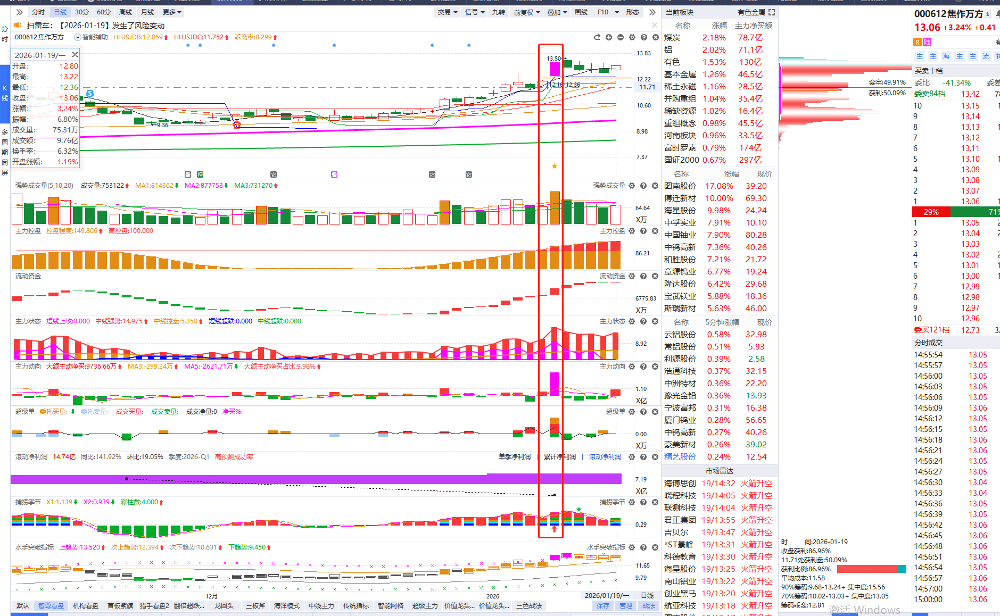 分时 日线 30分 60分 周线 月线 更多 交易 信号 九转 前复权 叠加 画线 F10 形态
扫雷车：【2026-01-19】发生了风险变动
000612 焦作万方 智能辅助 HHJSJDB:12.059 HHJSJDC:11.752 乖离率:8.299
2026-01-19/一
开盘: 12.80
最高: 13.22
最低: 12.36
收盘: 13.06
涨幅: 3.24%
振幅: 6.80%
成交量: 75.31万
成交额: 9.76亿
换手率: 6.32%
开盘涨幅: 1.19%
分时
K线
多周期同屏
S
9.36
13.50
12.16-12.36
13.83
12.22
11.71
10.60
8.98
7.37
押
强势成交量(5,10,20) 成交量:753122 MA1:814362 MA2:877753 MA3:731270 强势成交量
64.64
X万
主力控盘 控盘程度:149.806 高控盘:100.000 主力控盘
86.21
流动资金 流动资金
6775.83
X万
主力状态 短线上攻:0.000 中线强势:14.975 中线控盘:5.350 短线超跌:0.000 中线超跌:0.000 主力状态
8.92
主力动向 大额主动净买:9736.66万 MA3:-299.24万 MA5:-2621.71万 大额主动净买占比:9.98% 主力动向
1.10
X亿
超级单 委托买量:- 委托卖量:- 成交买量:- 成交卖量:- 成交净量:0 净买%:- 超级单
0.00
X万
滚动净利润 14.74亿 同比:141.92% 环比:19.05% 季度:2026-Q1 高预测成功率 单季净利润 | 累计净利润 | 滚动净利润
7.19
X亿
捕捞季节 X1:1.139 X2:0.939 彩柱数:4.000 捕捞季节
0.29
水手突破指标 上趋势:13.520 次上趋势:12.394 次下趋势:10.631 下趋势:9.450 水手突破指标
11.65
9.79
12月 2026 2026/01/19/一 日线
默认 智尊看盘 机构看盘 首板紫旗 猎手看盘2 翻倍超跌... 龙回头 三板斧 海洋模式 中线主力 传统指标 智能网格 超级主力 价值龙头... 价值龙头... 三色战法 保存 管理 战法
当前板块 有色金属
名称 涨幅 主力净买额
煤炭 2.18% 78.7亿
铝 2.02% 71.1亿
有色 1.53% 130亿
基本金属 1.26% 46.5亿
稀土永磁 1.16% 28.5亿
并购重组 1.04% 35.4亿
稀缺资源 1.02% 16.4亿
重组概念 0.98% 45.5亿
河南板块 0.96% 33.5亿
富时罗素 0.79% 174亿
国证2000 0.67% 297亿
名称 涨幅 现价
图南股份 17.08% 39.20
博迁新材 10.00% 69.30
海星股份 9.98% 24.24
中孚实业 7.91% 10.10
中国铀业 7.90% 80.28
中钨高新 7.36% 40.26
和胜股份 7.21% 21.72
章源钨业 6.77% 19.24
隆达股份 6.42% 29.68
宝武镁业 5.88% 18.36
斯瑞新材 5.63% 46.00
名称 5分钟涨幅 现价
云铝股份 0.58% 32.98
常铝股份 0.51% 5.93
利源股份 0.39% 2.58
浩通科技 0.37% 32.15
中洲特材 0.36% 22.20
豫光金铅 0.36% 13.93
宁波富邦 0.31% 16.38
厦门钨业 0.28% 56.65
中钨高新 0.27% 40.26
豪美新材 0.26% 39.02
精艺股份 0.24% 12.54
市场雷达
海博思创 19/14:32 火箭升空
晓程科技 19/14:05 火箭升空
联测科技 19/14:04 火箭升空
君正集团 19/13:55 火箭升空
吉贝尔 19/13:47 火箭升空
*ST景峰 19/13:31 火箭升空
科德教育 19/13:30 火箭升空
海星股份 19/13:25 火箭升空
南山铝业 19/13:22 火箭升空
创业黑马 19/13:20 火箭升空
航亚科技 19/13:18 火箭升空
套牢:49.91%
获利:50.09%
时 间:2026-01-19
收盘获利:86.96%
11.71处获利盘:50.09%
获利比例:86.96%
平均成本:11.58
90%筹码:9.68-13.24+ 集中度:15.56
70%筹码:10.02-13.03+ 集中度:13.05
筹码乖离:12.81
激活 Windows
000612焦作万方
13.06 +3.24% +0.41
R 陆
主 主 海 主 主 流
买卖十档
委比 -41.34% 委差
委卖84档 13.42
10 13.15
9 13.14
8 13.13
7 13.12
6 13.11
5 13.10
4 13.09
3 13.08
2 13.07
1 13.06
29% 71%
1 13.05
2 13.04
3 13.03
4 13.02
5 13.01
6 13.00
7 12.99
8 12.98
9 12.97
10 12.96
委买121档 12.73
分时成交
14:55:54 13.05
14:55:57 13.05
14:56:00 13.05
14:56:03 13.05
14:56:06 13.05
14:56:09 13.06
14:56:12 13.05
14:56:15 13.05
14:56:18 13.06
14:56:21 13.06
14:56:24 13.05
14:56:27 13.05
14:56:30 13.04
14:56:33 13.04
14:56:36 13.05
14:56:39 13.05
14:56:42 13.06
14:56:45 13.06
14:56:48 13.06
14:56:51 13.06
14:56:54 13.05
14:56:57 13.06
14:57:00 13.06
15:00:00 13.06